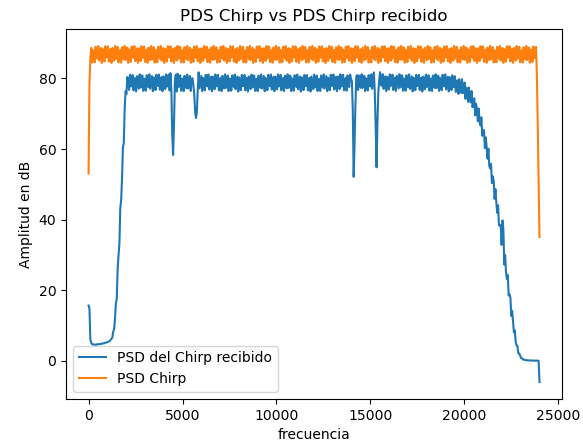 PDS Chirp vs PDS Chirp recibido
Amplitud en dB
80
60
40
20
0
PSD del Chirp recibido
PSD Chirp
0 5000 10000 15000 20000 25000
frecuencia